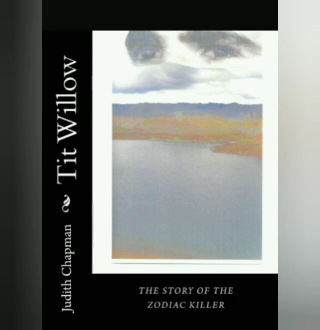 Tit Willow
Judith Chapman
THE STORY OF THE
ZODIAC KILLER